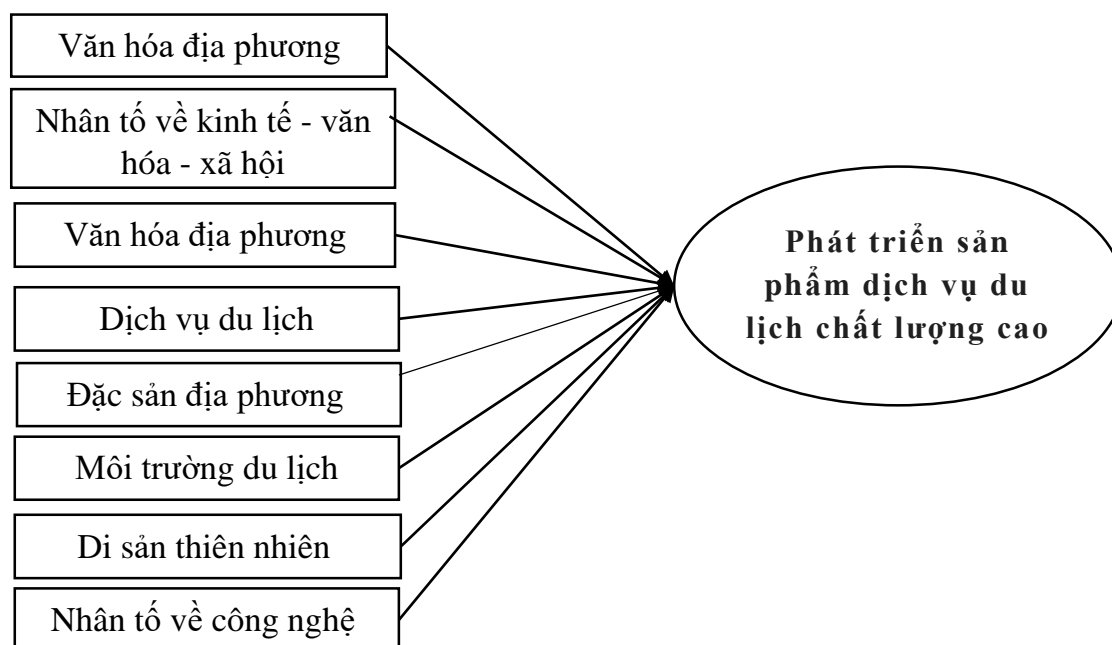 Văn hóa địa phương
Nhân tố về kinh tế - văn
hóa - xã hội
Văn hóa địa phương
Dịch vụ du lịch
Đặc sản địa phương
Môi trường du lịch
Di sản thiên nhiên
Nhân tố về công nghệ
Phát triển sản
phẩm dịch vụ du
lịch chất lượng cao